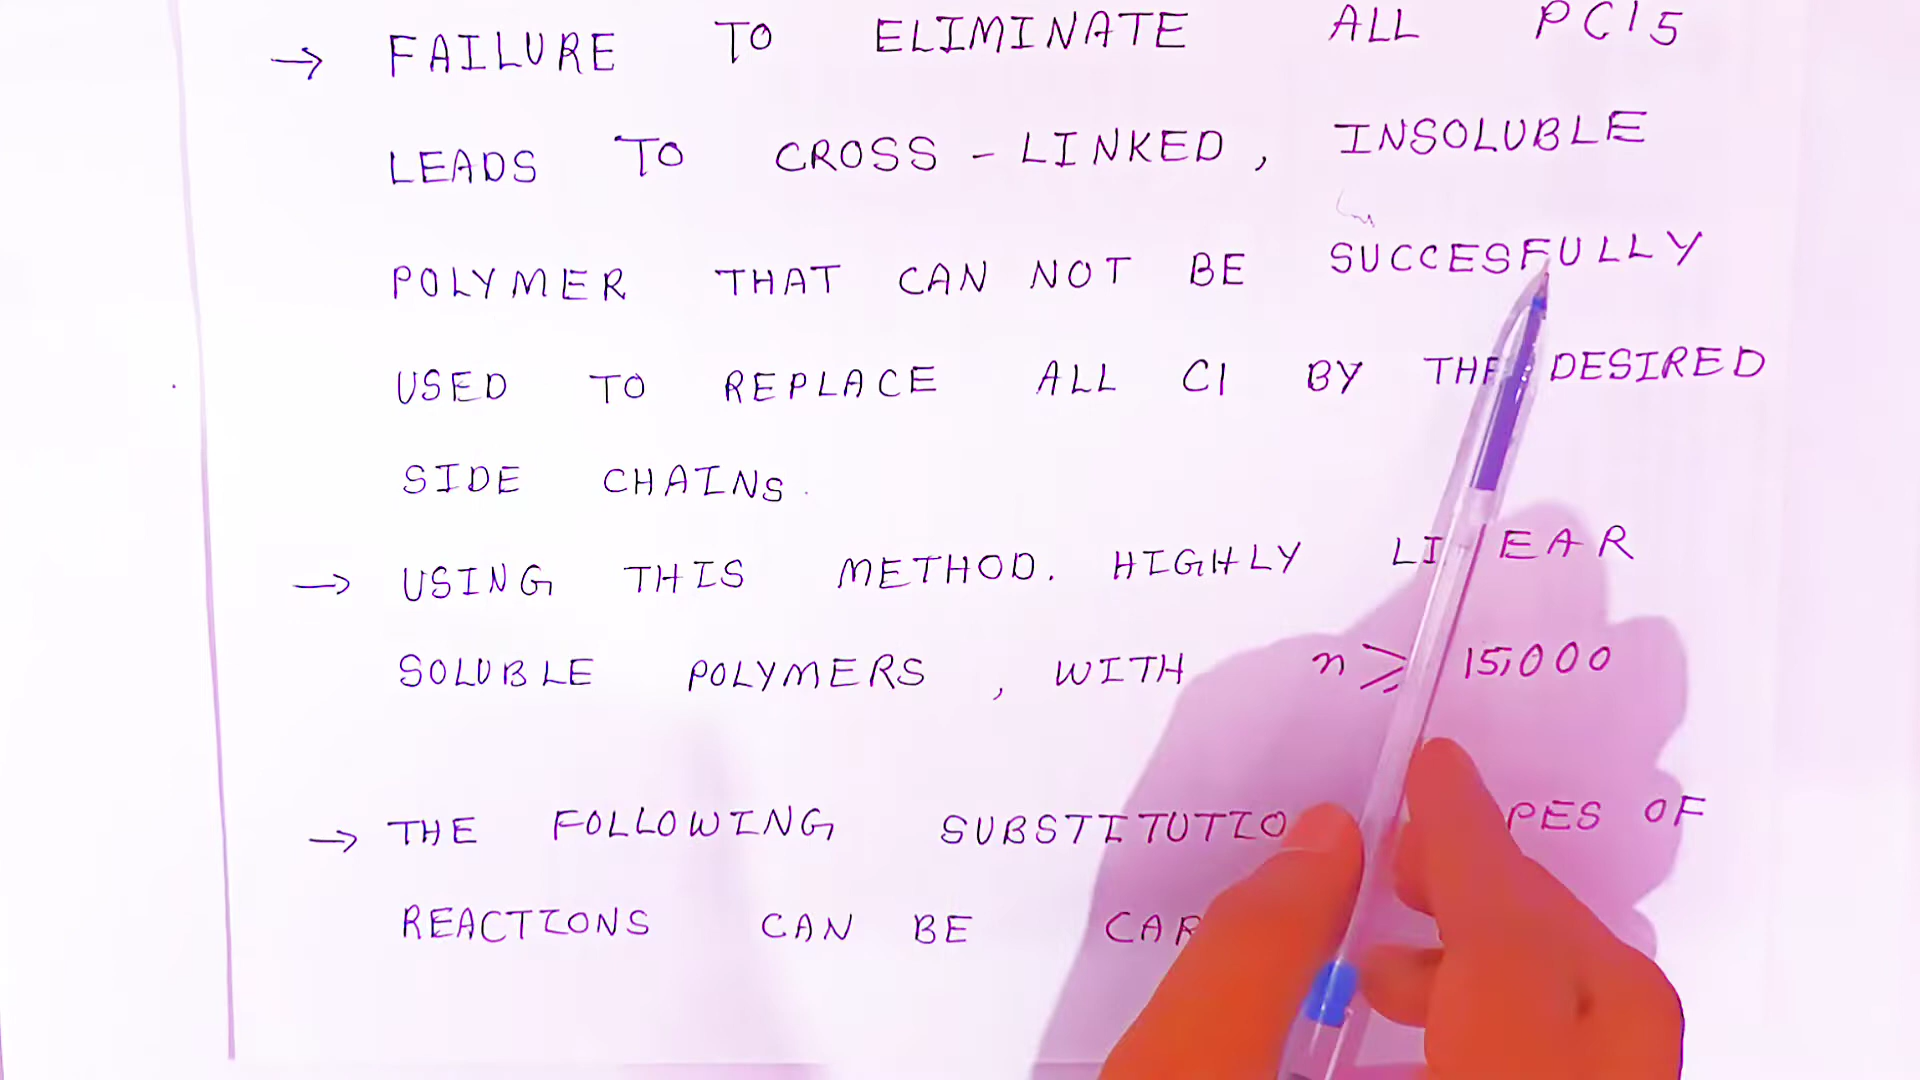 → FAILURE TO ELIMINATE ALL PCl5
LEADS TO CROSS - LINKED, INSOLUBLE
POLYMER THAT CAN NOT BE SUCCESFULLY
USED TO REPLACE ALL Cl BY THE DESIRED
SIDE CHAINS.
→ USING THIS METHOD. HIGHLY LINEAR
SOLUBLE POLYMERS, WITH n ≥ 15,000
→ THE FOLLOWING OF
REACTIONS CAN BE